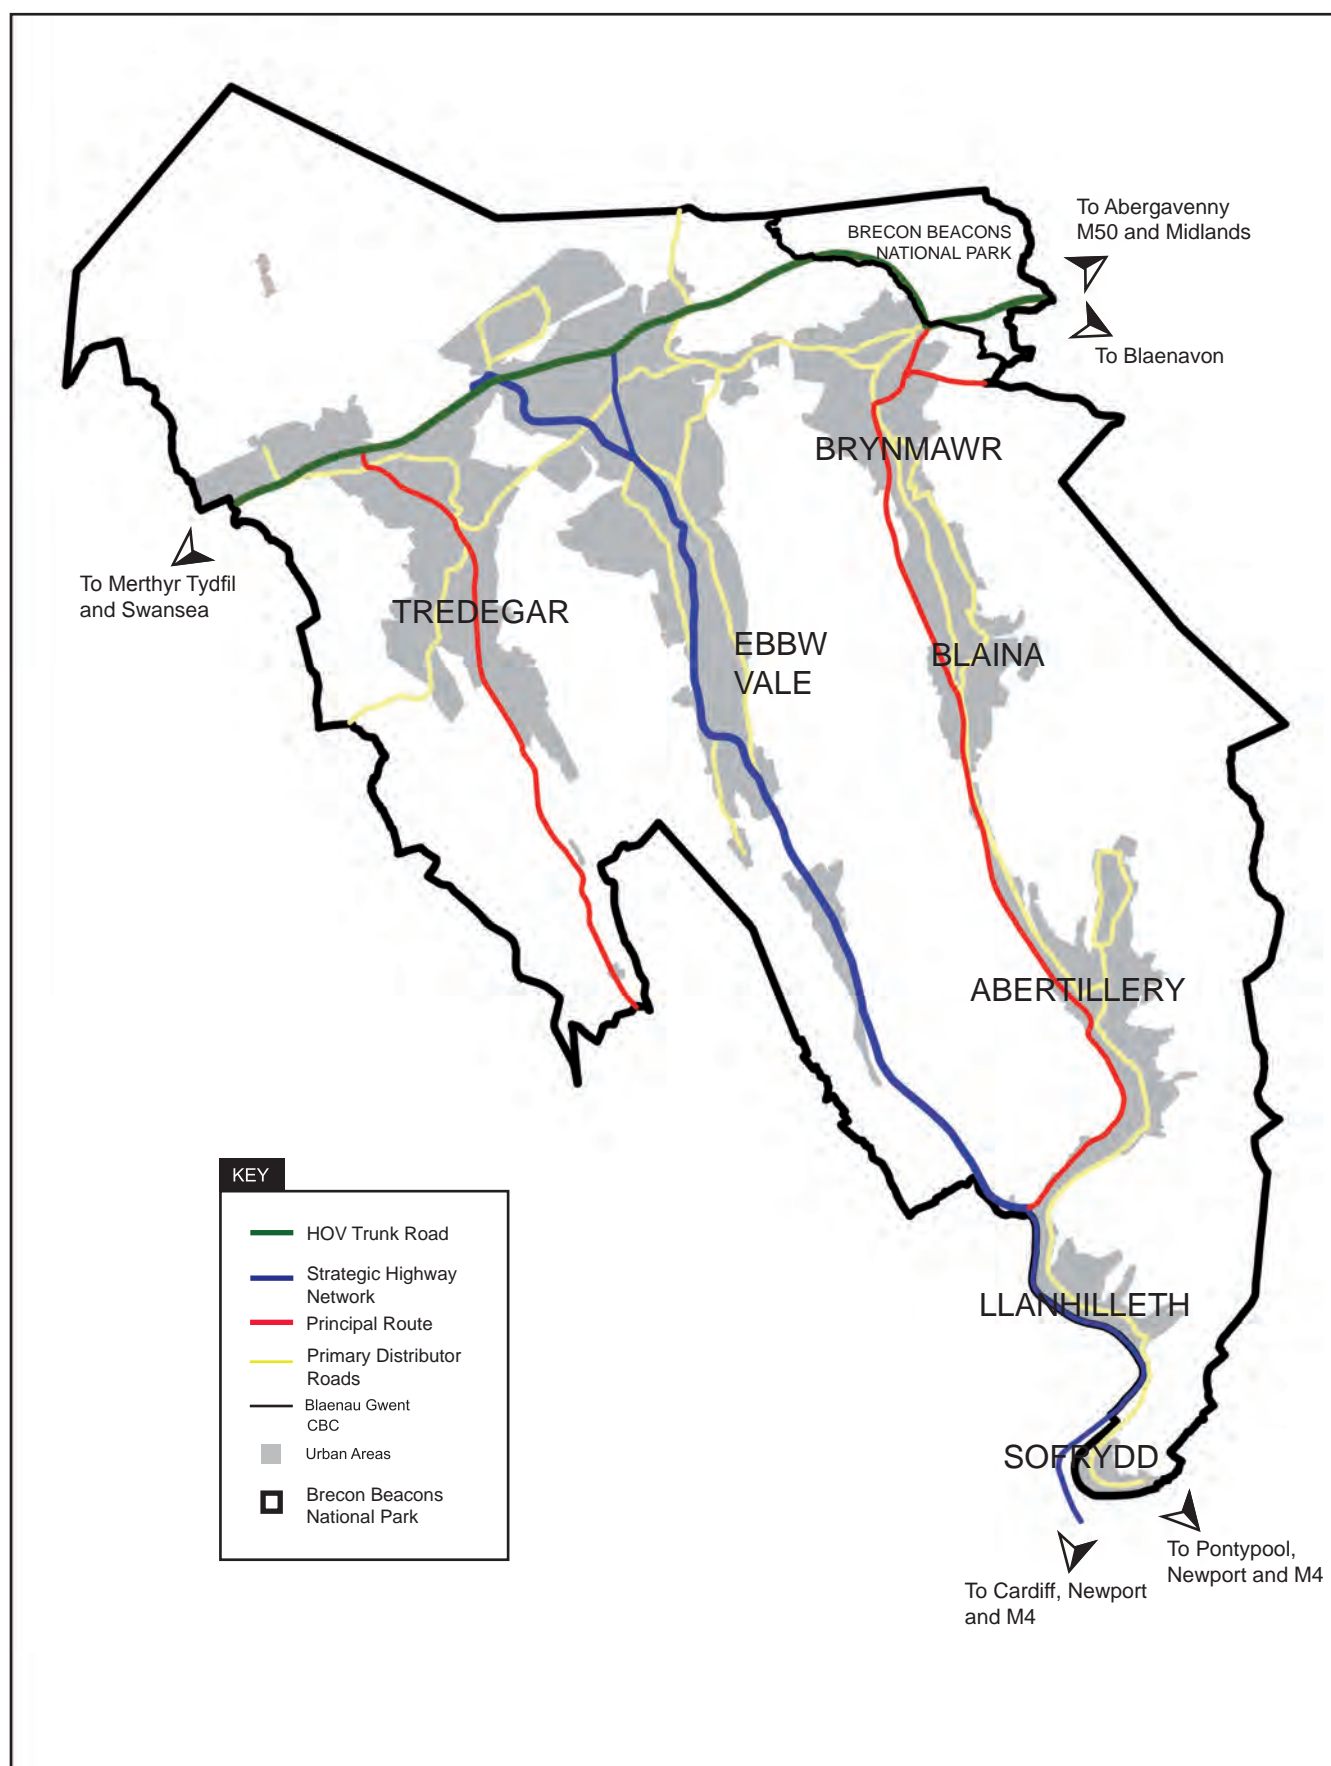 To Abergavenny
M50 and Midlands
BRECON BEACONS
NATIONAL PARK
To Blaenavon
BRYNMAWR
To Merthyr Tydfil
and Swansea
TREDEGAR
EBBW
VALE
BLAINA
ABERTILLERY
KEY
HOV Trunk Road
Strategic Highway
Network
Principal Route
Primary Distributor
Roads
Blaenau Gwent
CBC
Urban Areas
Brecon Beacons
National Park
LLANHILLETH
SOFRYDD
To Pontypool,
Newport and M4
To Cardiff, Newport
and M4